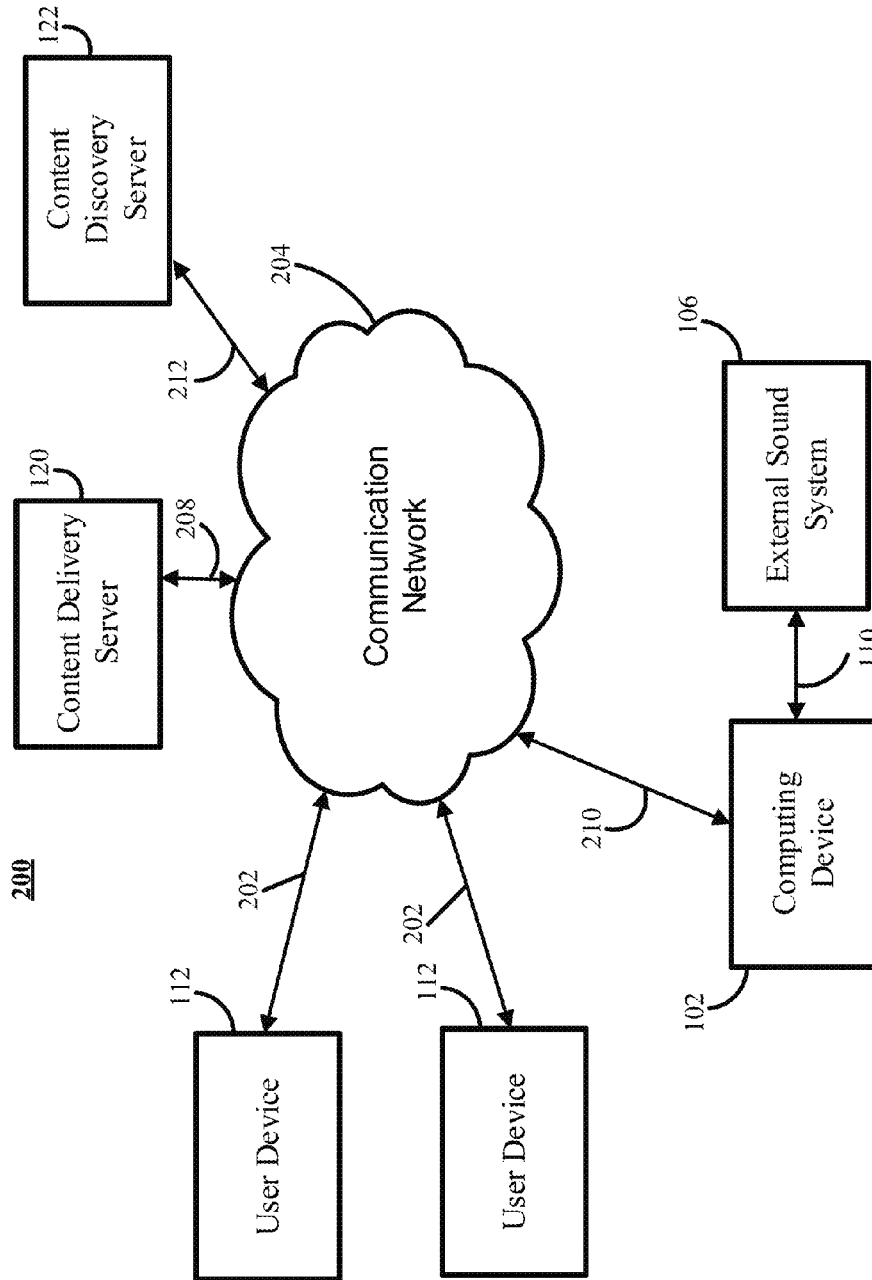 200
Content Delivery
Server
120
208
Content
Discovery
Server
122
212
112
User Device
202
112
User Device
202
Communication
Network
204
210
102
Computing
Device
110
External Sound
System
106